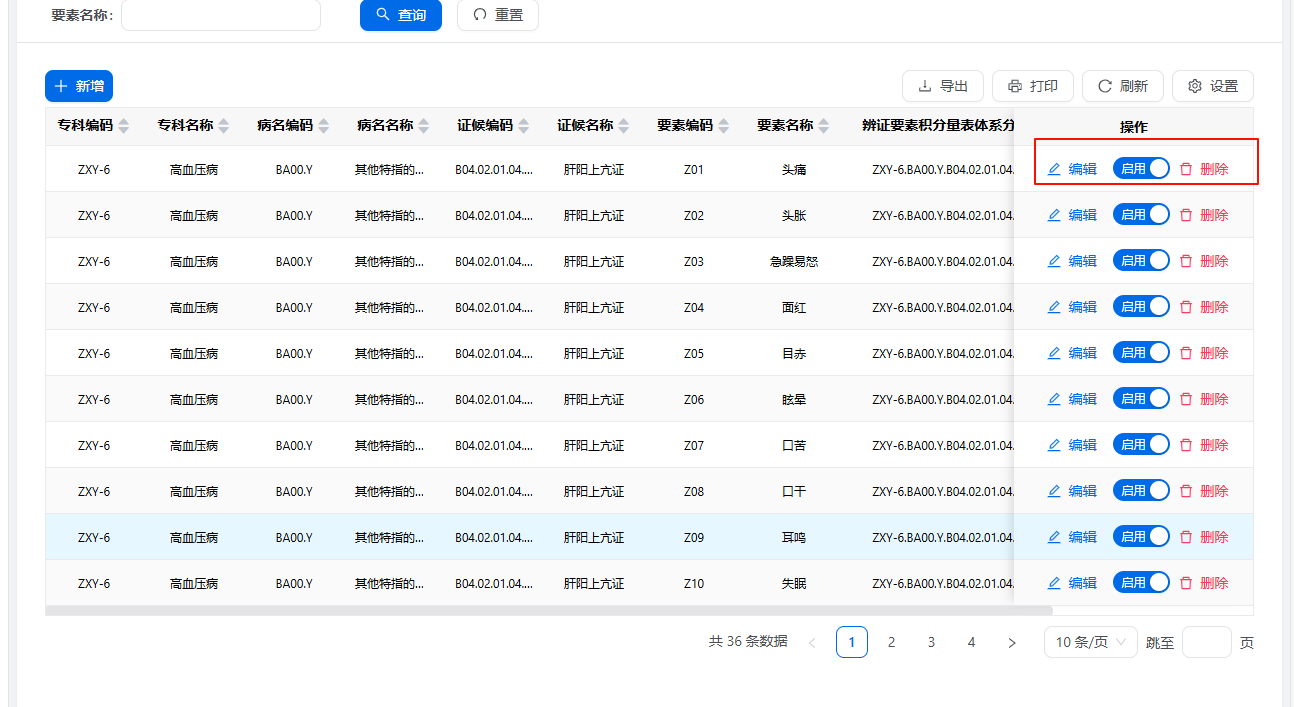 要素名称:
查询 重置
新增 导出 打印 刷新 设置
专科编码 专科名称 病名编码 病名名称 证候编码 证候名称 要素编码 要素名称 辨证要素积分量表体系分 操作
ZXY-6 高血压病 BA00.Y 其他特指的... B04.02.01.04.... 肝阳上亢证 Z01 头痛 ZXY-6.BA00.Y.B04.02.01.04. 编辑 启用 删除
ZXY-6 高血压病 BA00.Y 其他特指的... B04.02.01.04.... 肝阳上亢证 Z02 头胀 ZXY-6.BA00.Y.B04.02.01.04. 编辑 启用 删除
ZXY-6 高血压病 BA00.Y 其他特指的... B04.02.01.04.... 肝阳上亢证 Z03 急躁易怒 ZXY-6.BA00.Y.B04.02.01.04. 编辑 启用 删除
ZXY-6 高血压病 BA00.Y 其他特指的... B04.02.01.04.... 肝阳上亢证 Z04 面红 ZXY-6.BA00.Y.B04.02.01.04. 编辑 启用 删除
ZXY-6 高血压病 BA00.Y 其他特指的... B04.02.01.04.... 肝阳上亢证 Z05 目赤 ZXY-6.BA00.Y.B04.02.01.04. 编辑 启用 删除
ZXY-6 高血压病 BA00.Y 其他特指的... B04.02.01.04.... 肝阳上亢证 Z06 眩晕 ZXY-6.BA00.Y.B04.02.01.04. 编辑 启用 删除
ZXY-6 高血压病 BA00.Y 其他特指的... B04.02.01.04.... 肝阳上亢证 Z07 口苦 ZXY-6.BA00.Y.B04.02.01.04. 编辑 启用 删除
ZXY-6 高血压病 BA00.Y 其他特指的... B04.02.01.04.... 肝阳上亢证 Z08 口干 ZXY-6.BA00.Y.B04.02.01.04. 编辑 启用 删除
ZXY-6 高血压病 BA00.Y 其他特指的... B04.02.01.04.... 肝阳上亢证 Z09 耳鸣 ZXY-6.BA00.Y.B04.02.01.04. 编辑 启用 删除
ZXY-6 高血压病 BA00.Y 其他特指的... B04.02.01.04.... 肝阳上亢证 Z10 失眠 ZXY-6.BA00.Y.B04.02.01.04. 编辑 启用 删除
共 36 条数据 < 1 2 3 4 > 10 条/页 跳至 页